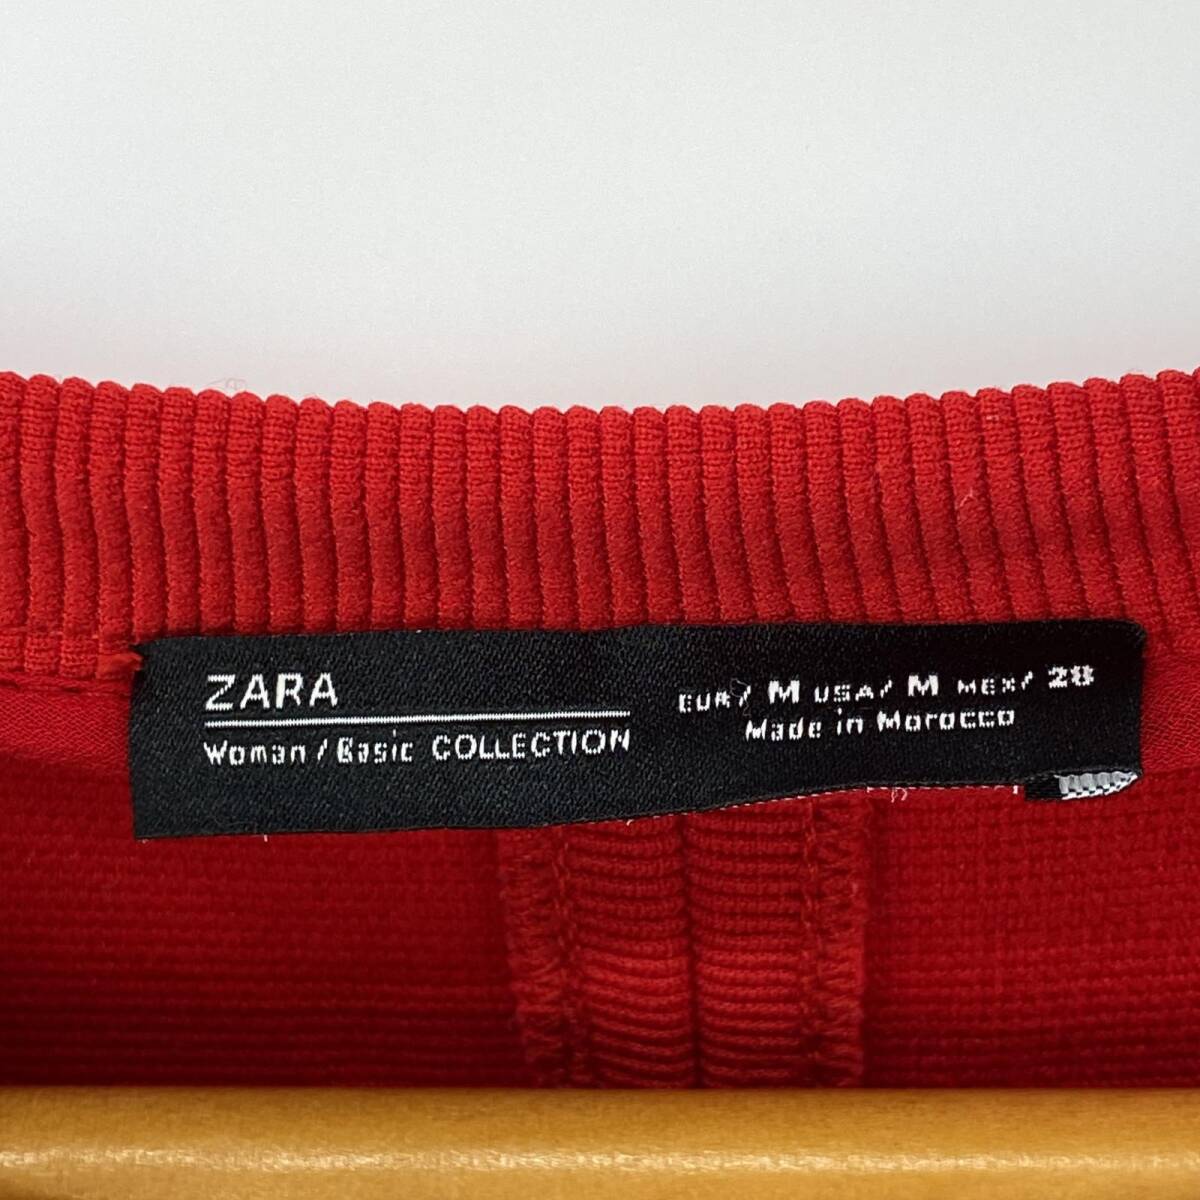 ZARA
Woman / Basic COLLECTION
EUR/ M USA/ M MEX/ 28
Made in Morocco